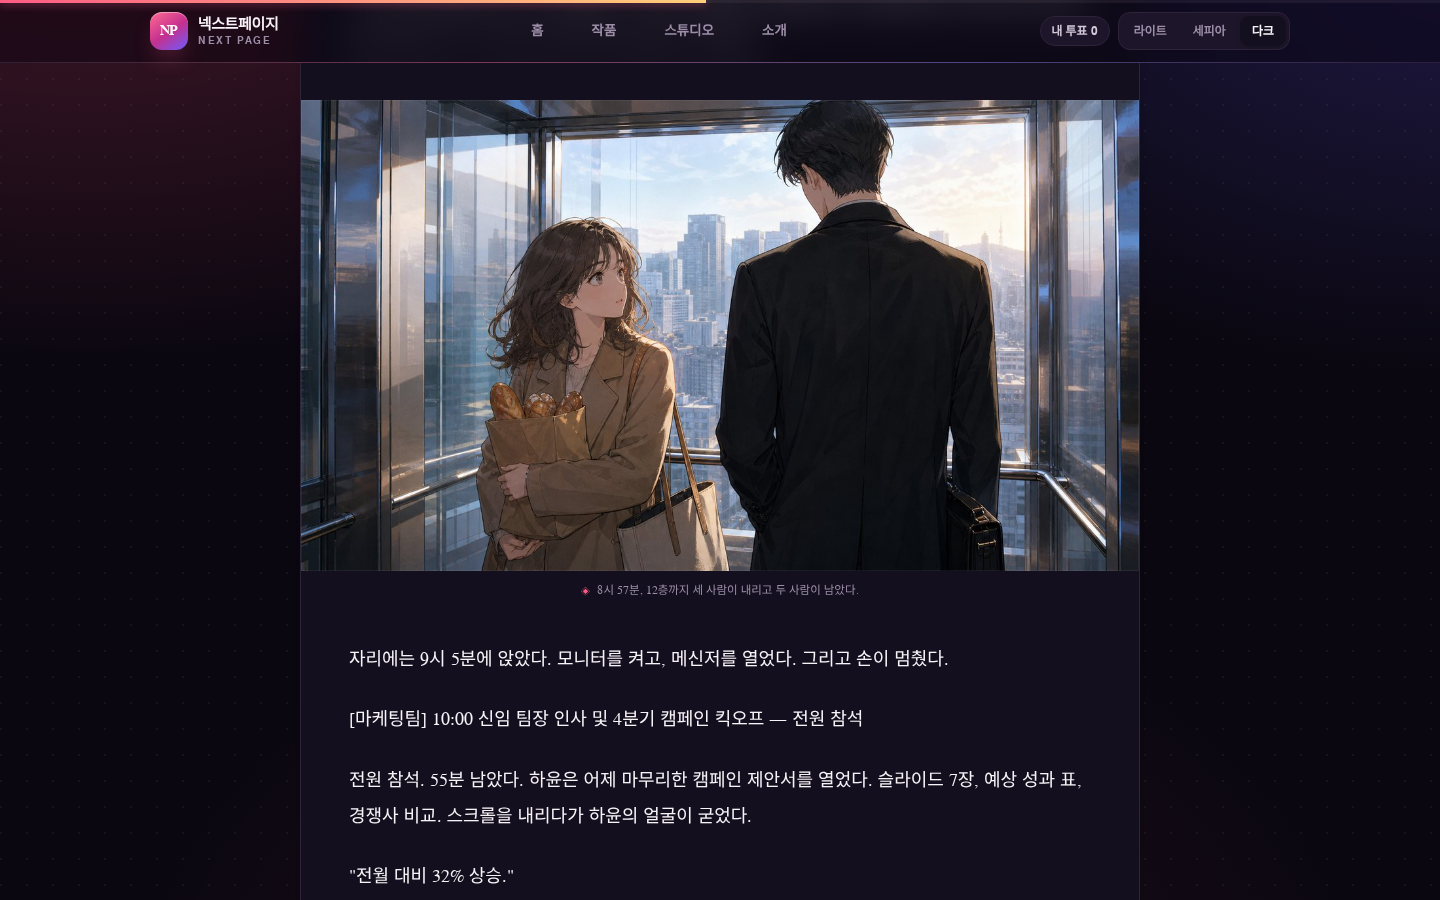 NP
넥스트페이지
NEXT PAGE
홈
작품
스튜디오
소개
내 투표 0
라이트
세피아
다크
8시 57분, 12층까지 세 사람이 내리고 두 사람이 남았다.
자리에는 9시 5분에 앉았다. 모니터를 켜고, 메신저를 열었다. 그리고 손이 멈췄다.
[마케팅팀] 10:00 신임 팀장 인사 및 4분기 캠페인 킥오프 — 전원 참석
전원 참석. 55분 남았다. 하윤은 어제 마무리한 캠페인 제안서를 열었다. 슬라이드 7장, 예상 성과 표,
경쟁사 비교. 스크롤을 내리다가 하윤의 얼굴이 굳었다.
"전월 대비 32% 상승."